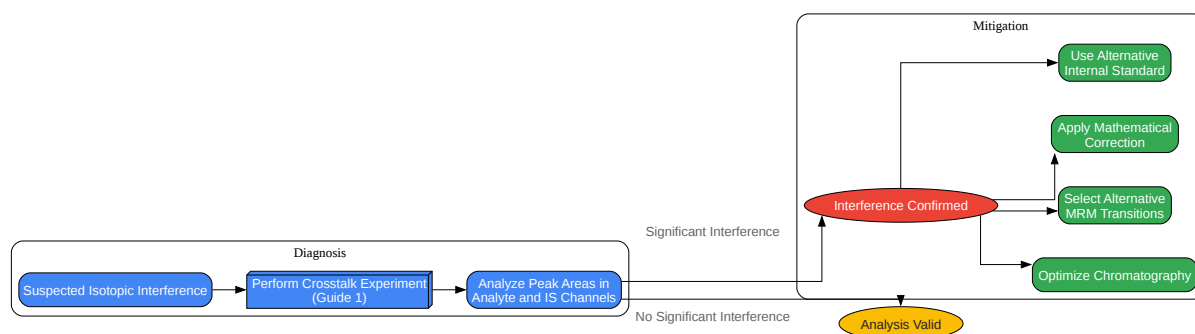 Mitigation
Use Alternative
Internal Standard
Apply Mathematical
Correction
Interference Confirmed
Select Alternative
MRM Transitions
Significant Interference
Diagnosis
Optimize Chromatography
Suspected Isotopic Interference
Perform Crosstalk Experiment
(Guide 1)
Analyze Peak Areas in
Analyte and IS Channels
No Significant Interference
Analysis Valid